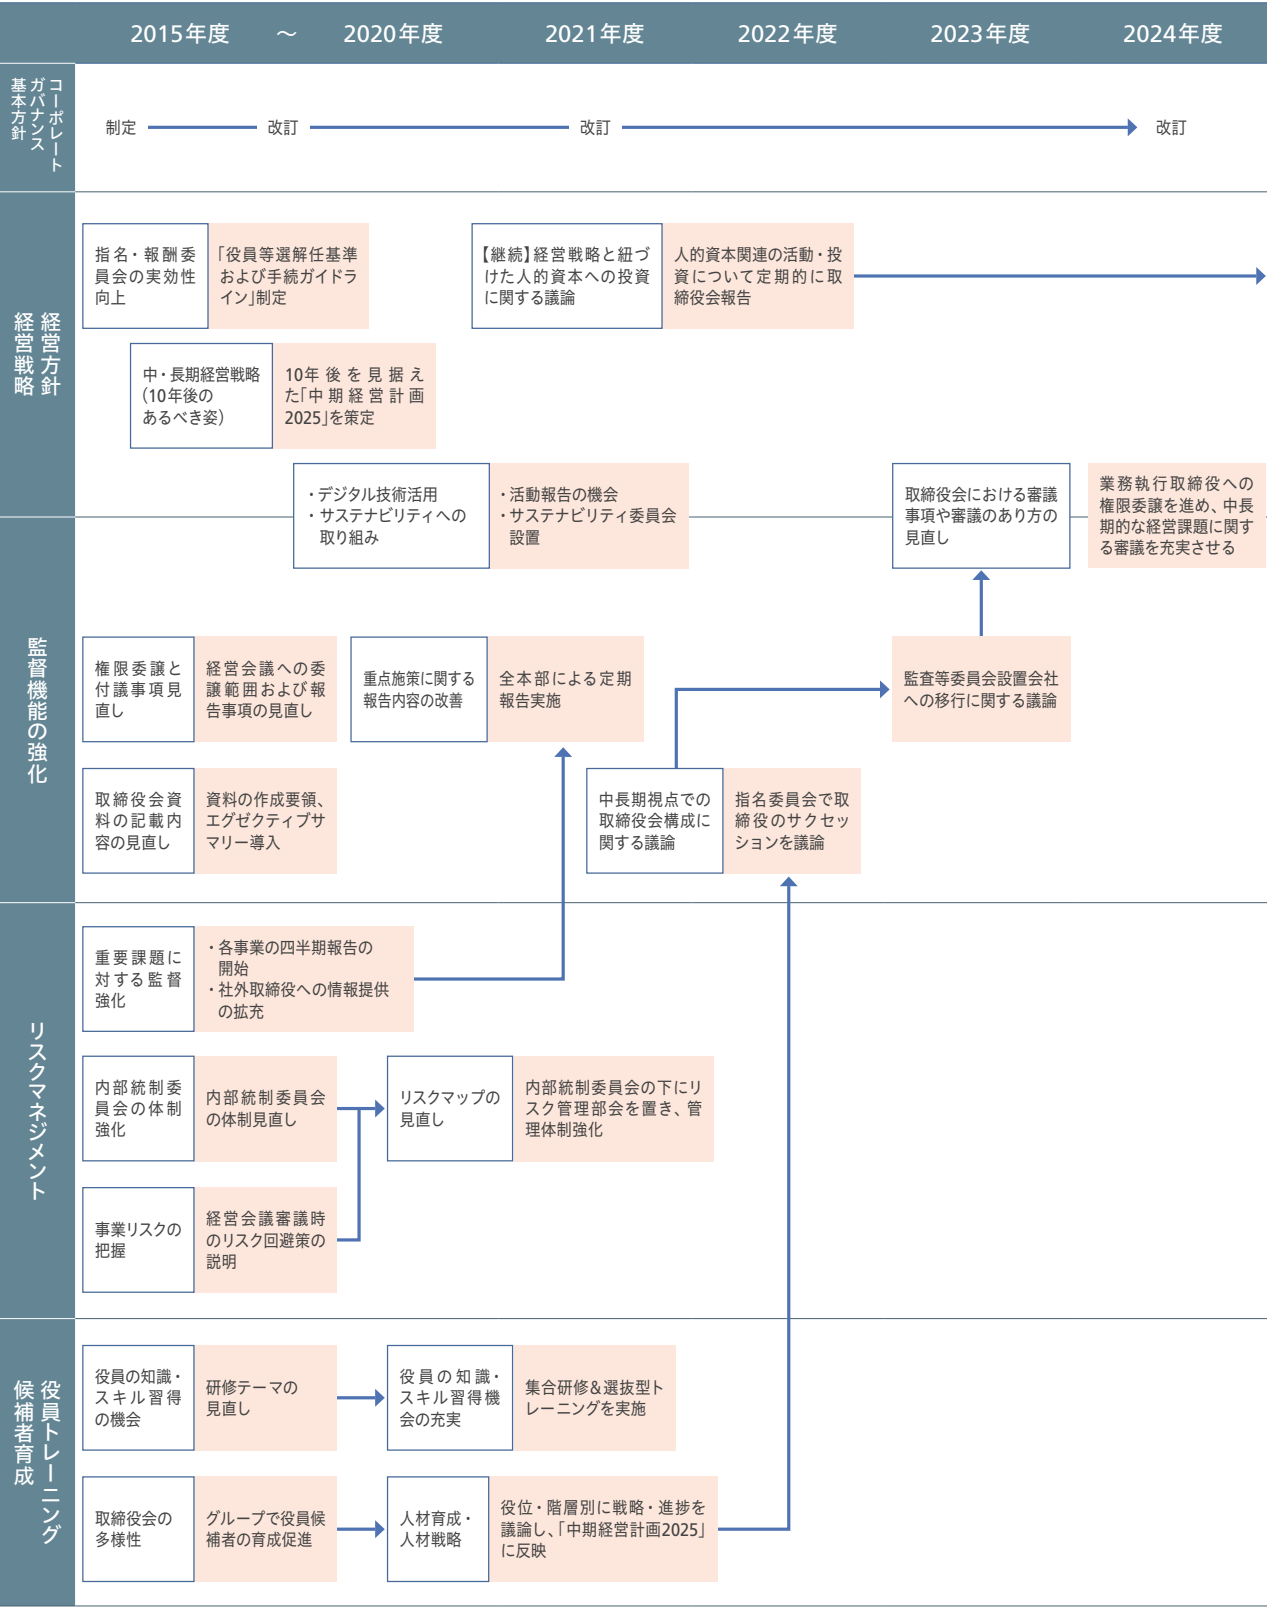 2015年度 ～ 2020年度 2021年度 2022年度 2023年度 2024年度
コーポレート
ガバナンス
基本方針
制定 改訂 改訂 改訂
経営方針
経営戦略
指名・報酬委
員会の実効性
向上
「役員等選解任基準
および手続ガイドラ
イン」制定
【継続】経営戦略と紐づ
けた人的資本への投資
に関する議論
人的資本関連の活動・投
資について定期的に取
締役会報告
中・長期経営戦略
（10年後の
あるべき姿）
10年後を見据え
た「中期経営計画
2025」を策定
・デジタル技術活用
・サステナビリティへの
取り組み
・活動報告の機会
・サステナビリティ委員会
設置
取締役会における審議
事項や審議のあり方の
見直し
業務執行取締役への
権限委譲を進め、中長
期的な経営課題に関す
る審議を充実させる
監督機能の強化
権限委譲と
付議事項見
直し
経営会議への委
譲範囲および報
告事項の見直し
重点施策に関する
報告内容の改善
全本部による定期
報告実施
監査等委員会設置会社
への移行に関する議論
取締役会資
料の記載内
容の見直し
資料の作成要領、
エグゼクティブサ
マリー導入
中長期視点での
取締役会構成に
関する議論
指名委員会で取
締役のサクセッ
ションを議論
リスクマネジメント
重要課題に
対する監督
強化
・各事業の四半期報告の
開始
・社外取締役への情報提供
の拡充
内部統制委
員会の体制
強化
内部統制委員会
の体制見直し
リスクマップの
見直し
内部統制委員会の下にリ
スク管理部会を置き、管
理体制強化
事業リスクの
把握
経営会議審議時
のリスク回避策の
説明
役員トレーニング
候補者育成
役員の知識・
スキル習得
の機会
研修テーマの
見直し
役員の知識・
スキル習得機
会の充実
集合研修＆選抜型ト
レーニングを実施
取締役会の
多様性
グループで役員候
補者の育成促進
人材育成・
人材戦略
役位・階層別に戦略・進捗を
議論し、「中期経営計画2025」
に反映